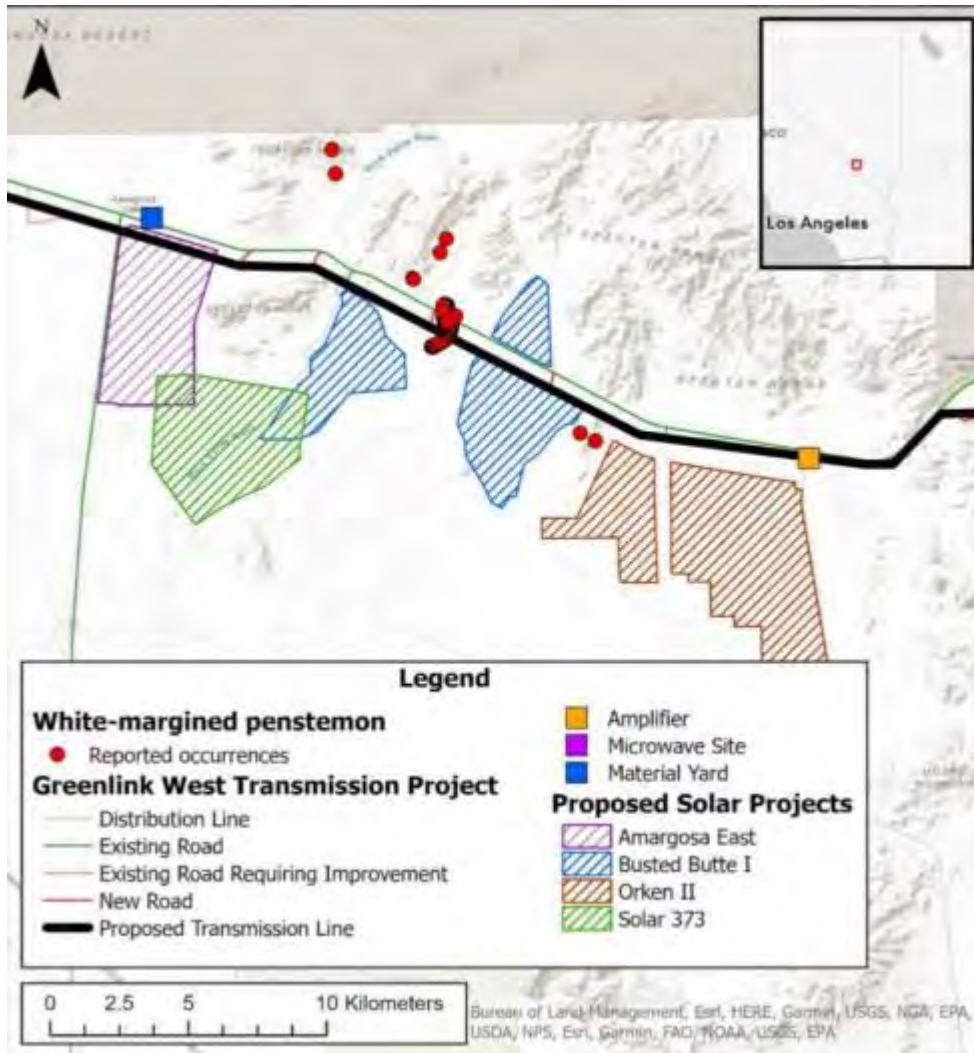 N
Los Angeles
Legend
White-margined penstemon
Reported occurrences
Greenlink West Transmission Project
Distribution Line
Existing Road
Existing Road Requiring Improvement
New Road
Proposed Transmission Line
Amplifier
Microwave Site
Material Yard
Proposed Solar Projects
Amargosa East
Busted Butte I
Orken II
Solar 373
0 2.5 5 10 Kilometers
Bureau of Land Management, Esri, HERE, Garmin, USGS, NGA, EPA,
USDA, NPS, Esri, Garmin, FAO, NOAA, USGS, EPA